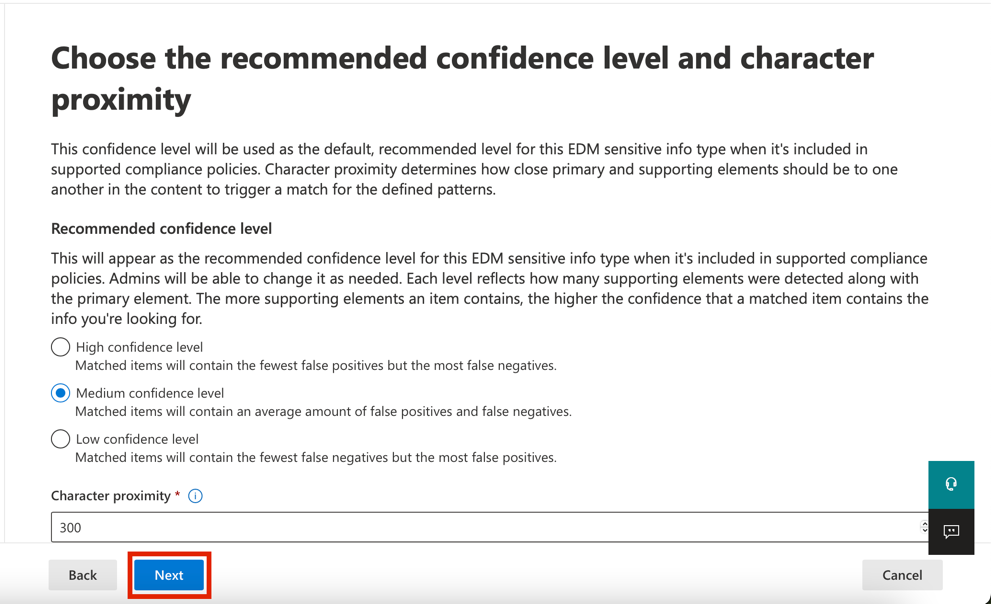 Choose the recommended confidence level and character
proximity
This confidence level will be used as the default, recommended level for this EDM sensitive info type when it's included in
supported compliance policies. Character proximity determines how close primary and supporting elements should be to one
another in the content to trigger a match for the defined patterns.
Recommended confidence level
This will appear as the recommended confidence level for this EDM sensitive info type when it's included in supported compliance
policies. Admins will be able to change it as needed. Each level reflects how many supporting elements were detected along with
the primary element. The more supporting elements an item contains, the higher the confidence that a matched item contains the
info you're looking for.
High confidence level
Matched items will contain the fewest false positives but the most false negatives.
Medium confidence level
Matched items will contain an average amount of false positives and false negatives.
Low confidence level
Matched items will contain the fewest false negatives but the most false positives.
Character proximity *
300
Back Next Cancel